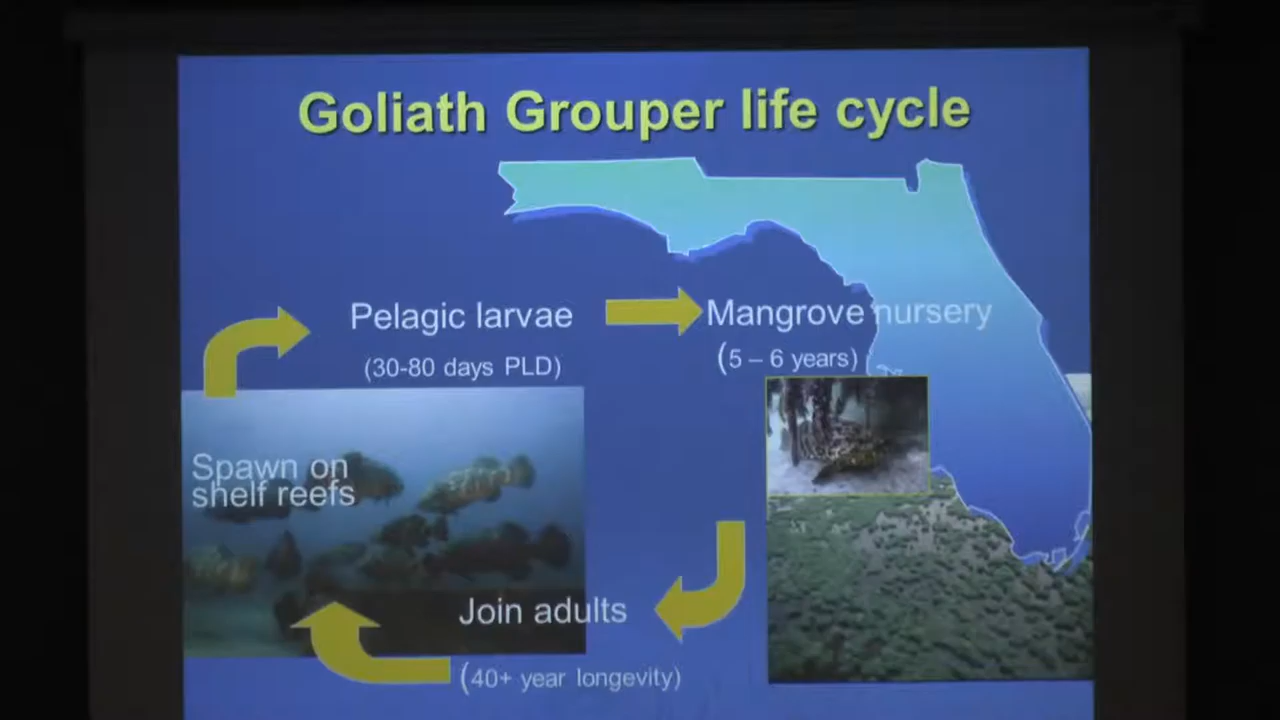 Goliath Grouper life cycle
Pelagic larvae
(30-80 days PLD)
Mangrove nursery
(5 – 6 years)
Spawn on
shelf reefs
Join adults
(40+ year longevity)